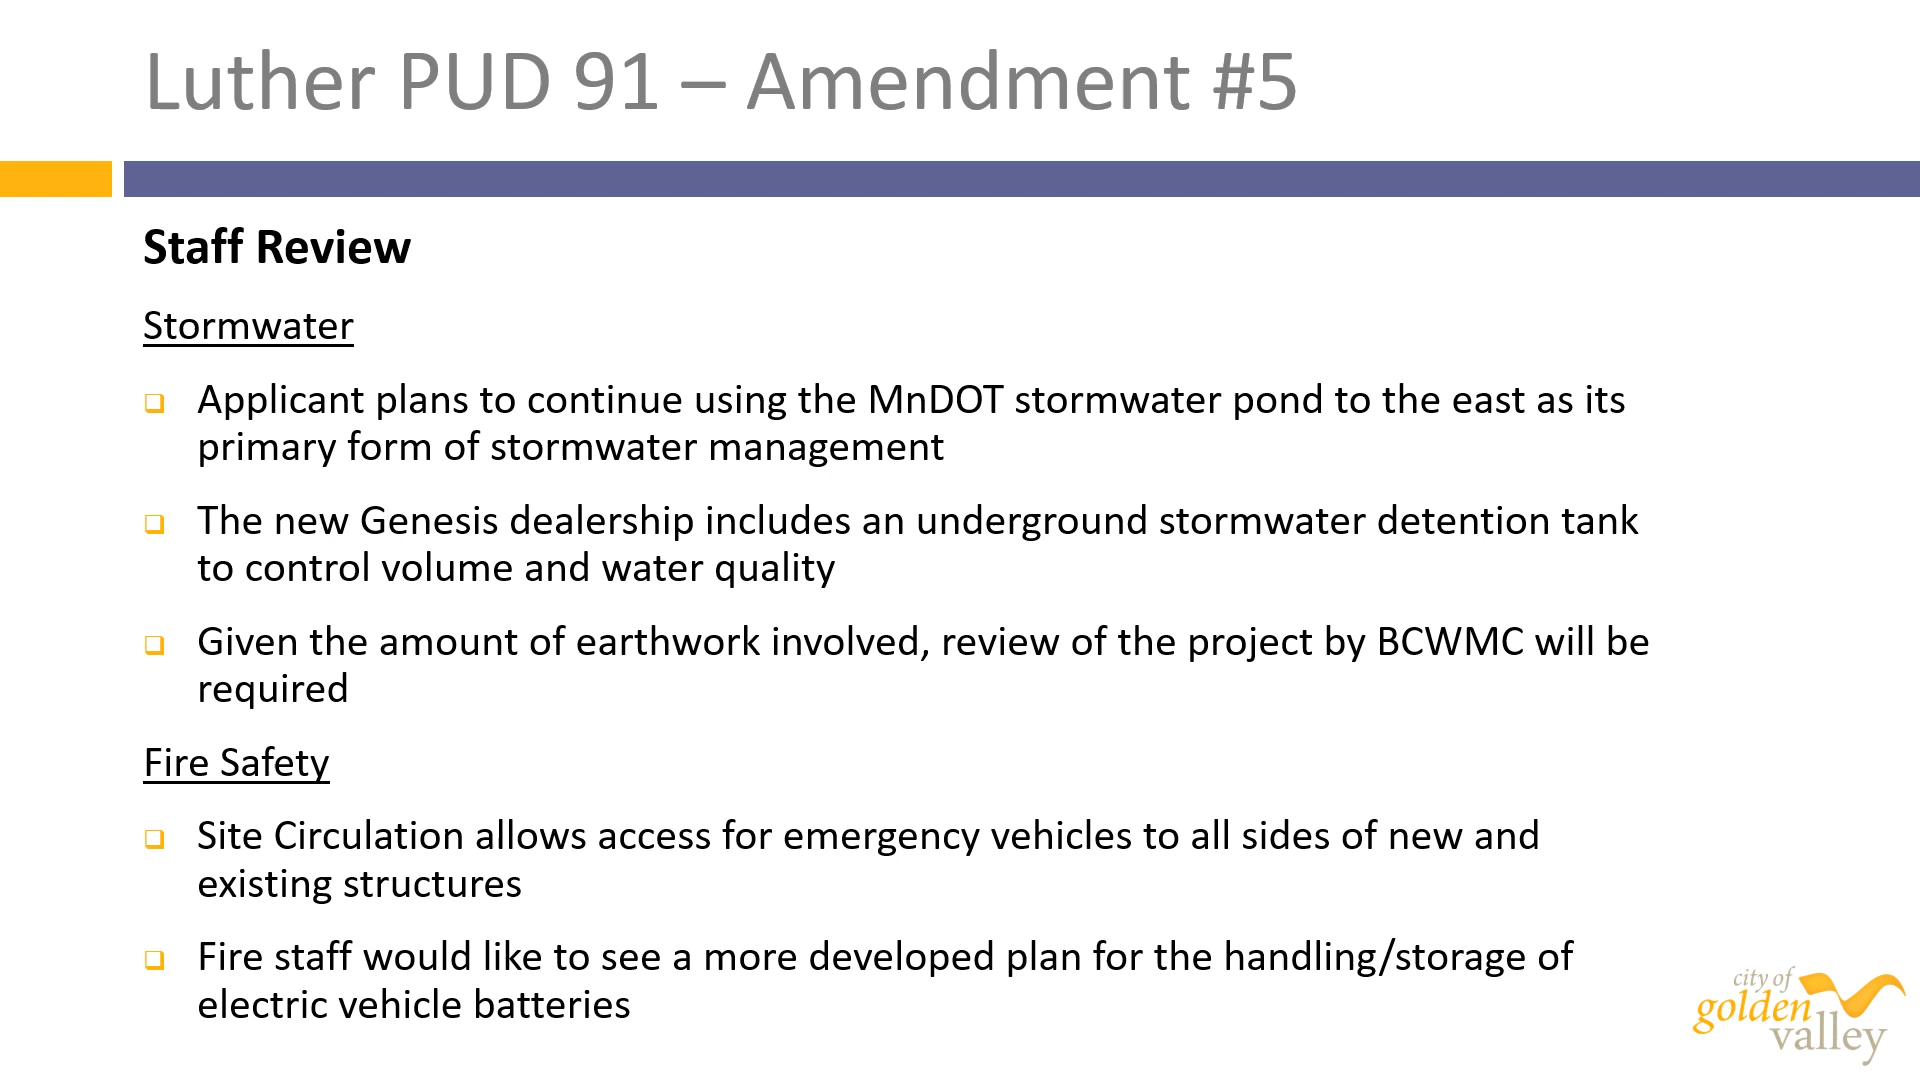 Luther PUD 91 – Amendment #5
Staff Review
Stormwater
❑ Applicant plans to continue using the MnDOT stormwater pond to the east as its
primary form of stormwater management
❑ The new Genesis dealership includes an underground stormwater detention tank
to control volume and water quality
❑ Given the amount of earthwork involved, review of the project by BCWMC will be
required
Fire Safety
❑ Site Circulation allows access for emergency vehicles to all sides of new and
existing structures
❑ Fire staff would like to see a more developed plan for the handling/storage of
electric vehicle batteries
city of
golden
valley